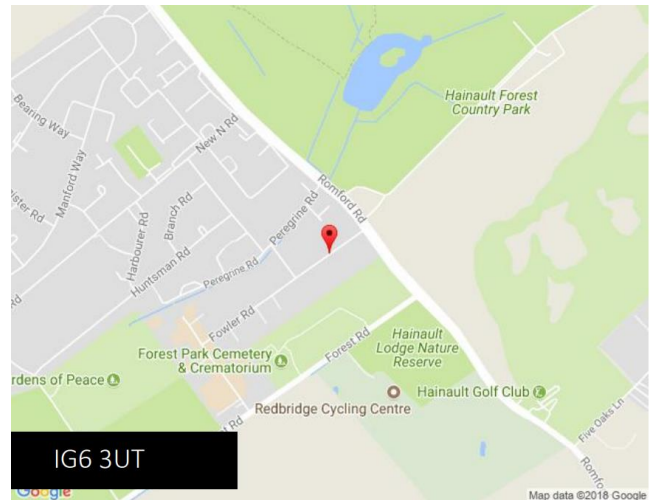 Hainault Forest
Country Park
Bearing Way
Manford Way
New N Rd
Romford Rd
Peregrine Rd
Branch Rd
Harbourer Rd
Huntsman Rd
Peregrine Rd
Rd
Fowler Rd
Forest Rd
Hainault
Lodge Nature
Reserve
Forest Park Cemetery
& Crematorium
rdens of Peace
Hainault Golf Club
Redbridge Cycling Centre
Five Oaks Ln
t Rd
Romfo
IG6 3UT
Google
Map data ©2018 Google